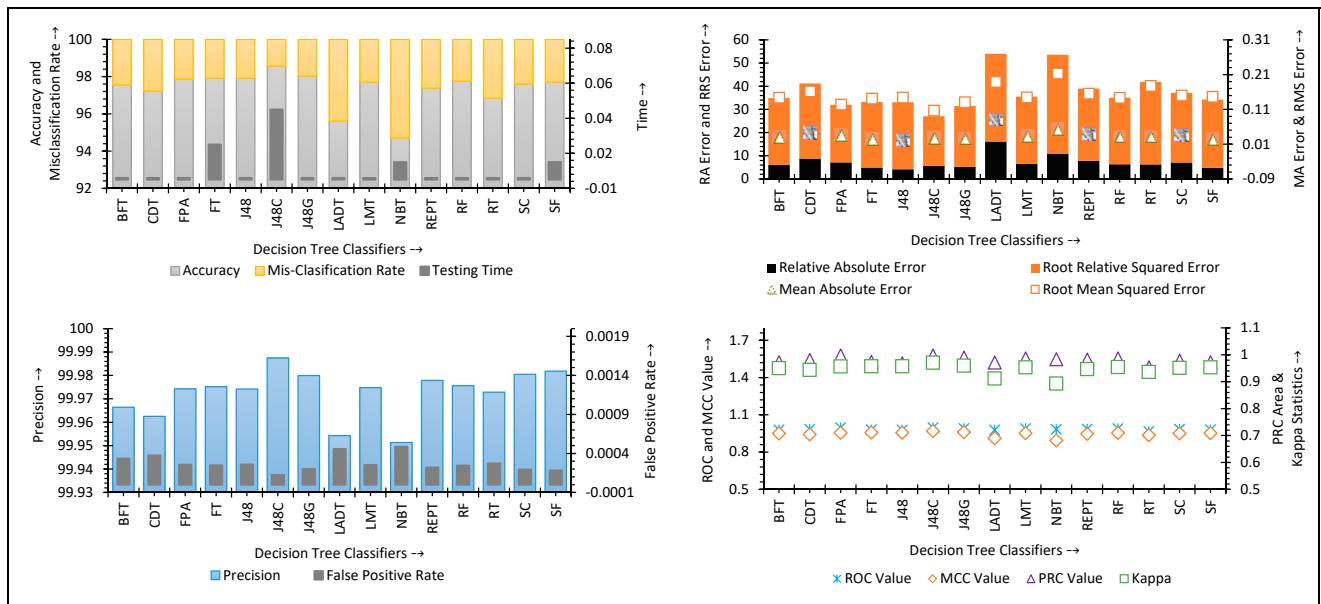 Accuracy and
Misclassification Rate →
100
98
96
94
92
0.08
0.06
0.04
0.02
-0.01
Time →
BFT CDT FPA FT J48 J48C J48G LADT LMT NBT REPT RF RT SC SF
Decision Tree Classifiers →
Accuracy Mis-Clasification Rate Testing Time
RA Error and RRS Error →
60
50
40
30
20
10
0
0.31
0.21
0.11
0.01
-0.09
MA Error & RMS Error →
BFT CDT FPA FT J48 J48C J48G LADT LMT NBT REPT RF RT SC SF
Decision Tree Classifiers →
Relative Absolute Error Root Relative Squared Error
Mean Absolute Error Root Mean Squared Error
Precision →
100
99.99
99.98
99.97
99.96
99.95
99.94
99.93
0.0019
0.0014
0.0009
0.0004
-0.0001
False Positive Rate →
BFT CDT FPA FT J48 J48C J48G LADT LMT NBT REPT RF RT SC SF
Decision Tree Classifiers →
Precision False Positive Rate
ROC and MCC Value →
1.7
1.4
1.1
0.8
0.5
1.1
1
0.9
0.8
0.7
0.6
0.5
PRC Area &
Kappa Statistics →
BFT CDT FPA FT J48 J48C J48G LADT LMT NBT REPT RF RT SC SF
Decision Tree Classifiers →
ROC Value MCC Value PRC Value Kappa